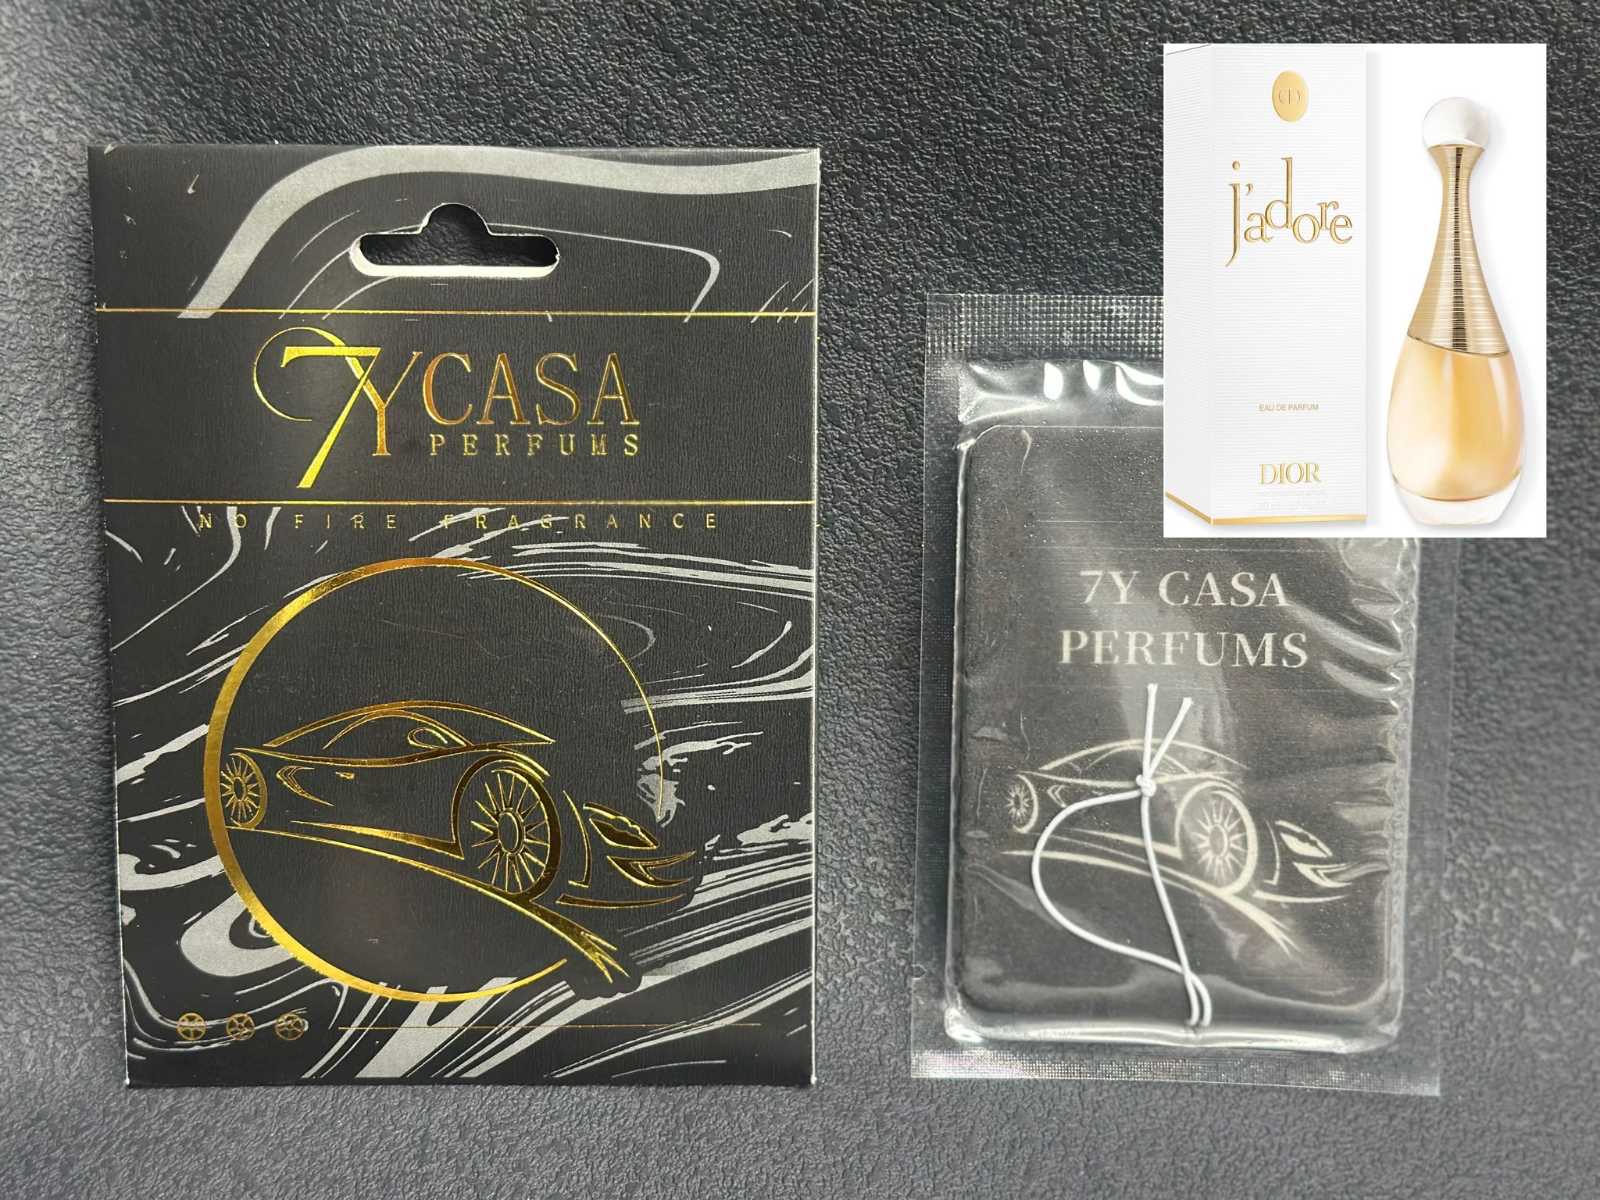 7Y CASA
PERFUMS
NO FIRE FRAGRANCE
7Y CASA
PERFUMS
j'adore
EAU DE PARFUM
DIOR